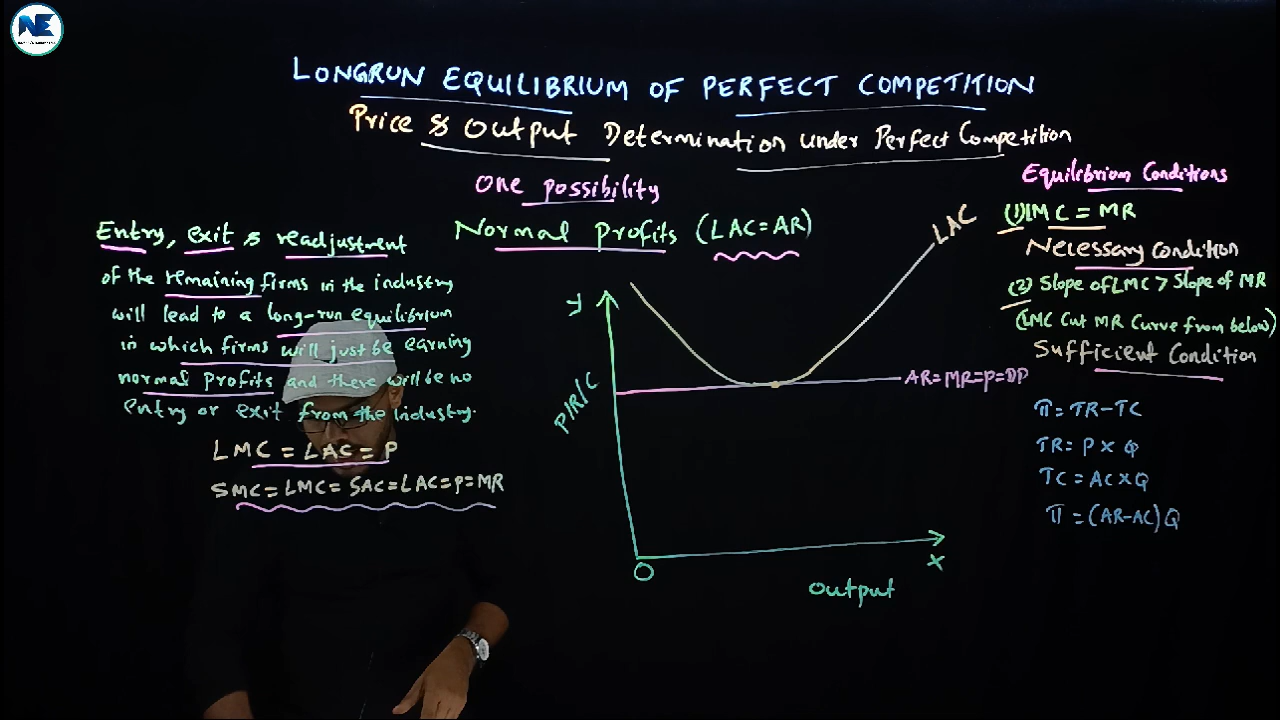 NE
LONGRUN EQUILIBRIUM OF PERFECT COMPETITION
Price & Output Determination under Perfect Competition
One possibility
Normal profits (LAC=AR)
Entry, exit & readjustment
of the remaining firms in the industry
will lead to a long-run equilibrium
in which firms will just be earning
normal profits and there will be no
entry or exit from the industry.
LMC = LAC = P
SMC = LMC = SAC = LAC = P = MR
y
P/R/C
LAC
AR=MR=P=DD
O
x
Output
Equilibrium Conditions
(1) LMC = MR
Necessary Condition
(2) Slope of LMC > Slope of MR
(LMC Cut MR Curve from below)
Sufficient Condition
π = TR-TC
TR = P x Q
TC = AC x Q
π = (AR-AC)Q